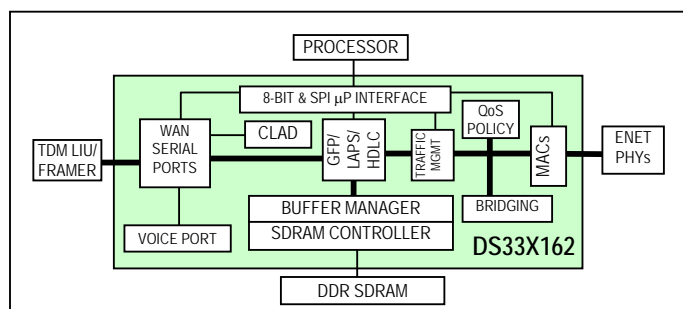 PROCESSOR
8-BIT & SPI µP INTERFACE
WAN
SERIAL
PORTS
CLAD
GFP/
LAPS/
HDLC
TRAFFIC
MGMT
QoS
POLICY
MACs
TDM LIU/
FRAMER
ENET
PHYs
BRIDGING
BUFFER MANAGER
SDRAM CONTROLLER
VOICE PORT
DS33X162
DDR SDRAM